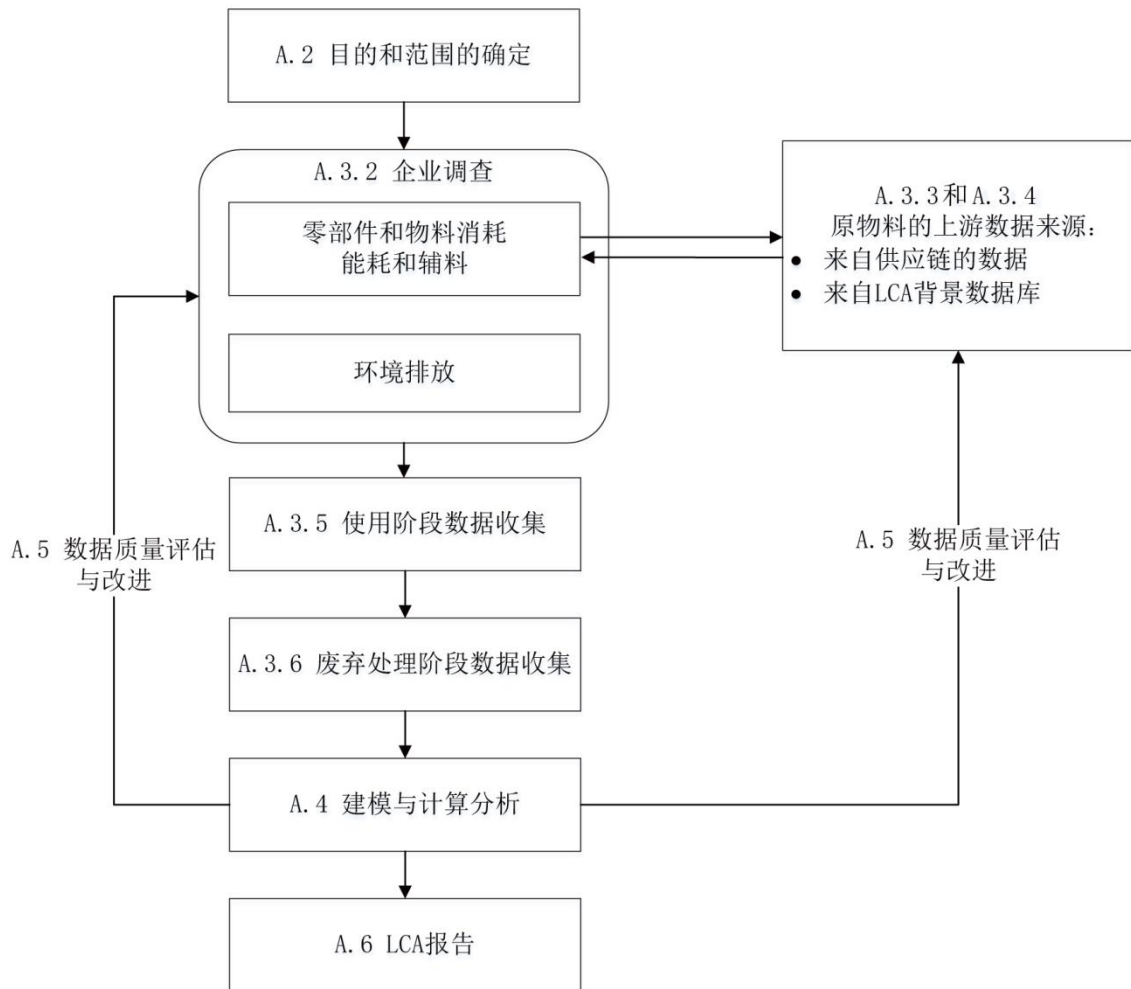 A.2 目的和范围的确定
A.3.2 企业调查
零部件和物料消耗
能耗和辅料
环境排放
A.3.3和A.3.4
原物料的上游数据来源:
• 来自供应链的数据
• 来自LCA背景数据库
A.3.5 使用阶段数据收集
A.5 数据质量评估
与改进
A.5 数据质量评估
与改进
A.3.6 废弃处理阶段数据收集
A.4 建模与计算分析
A.6 LCA报告